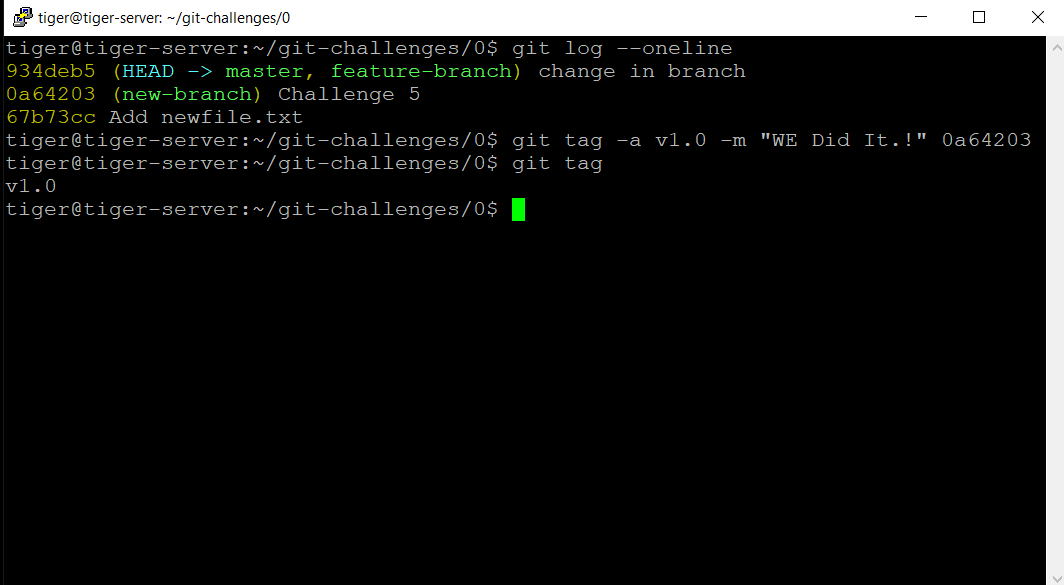 tiger@tiger-server: ~/git-challenges/0
tiger@tiger-server:~/git-challenges/0$ git log --oneline
934deb5 (HEAD -> master, feature-branch) change in branch
0a64203 (new-branch) Challenge 5
67b73cc Add newfile.txt
tiger@tiger-server:~/git-challenges/0$ git tag -a v1.0 -m "WE Did It.!" 0a64203
tiger@tiger-server:~/git-challenges/0$ git tag
v1.0
tiger@tiger-server:~/git-challenges/0$